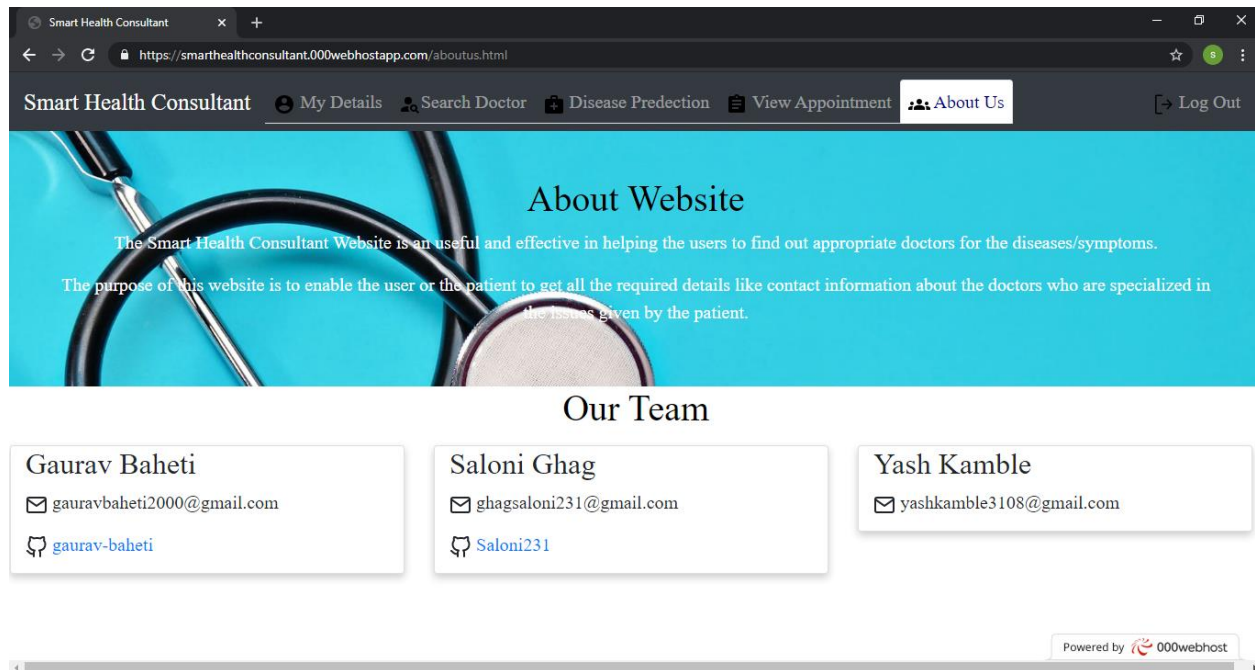 Smart Health Consultant
https://smarthealthconsultant.000webhostapp.com/aboutus.html
s
Smart Health Consultant My Details Search Doctor Disease Predection View Appointment About Us Log Out
About Website
The Smart Health Consultant Website is an useful and effective in helping the users to find out appropriate doctors for the diseases/symptoms.
The purpose of this website is to enable the user or the patient to get all the required details like contact information about the doctors who are specialized in
the issues given by the patient.
Our Team
Gaurav Baheti
gauravbaheti2000@gmail.com
gaurav-baheti
Saloni Ghag
ghagsaloni231@gmail.com
Saloni231
Yash Kamble
yashkamble3108@gmail.com
Powered by 000webhost